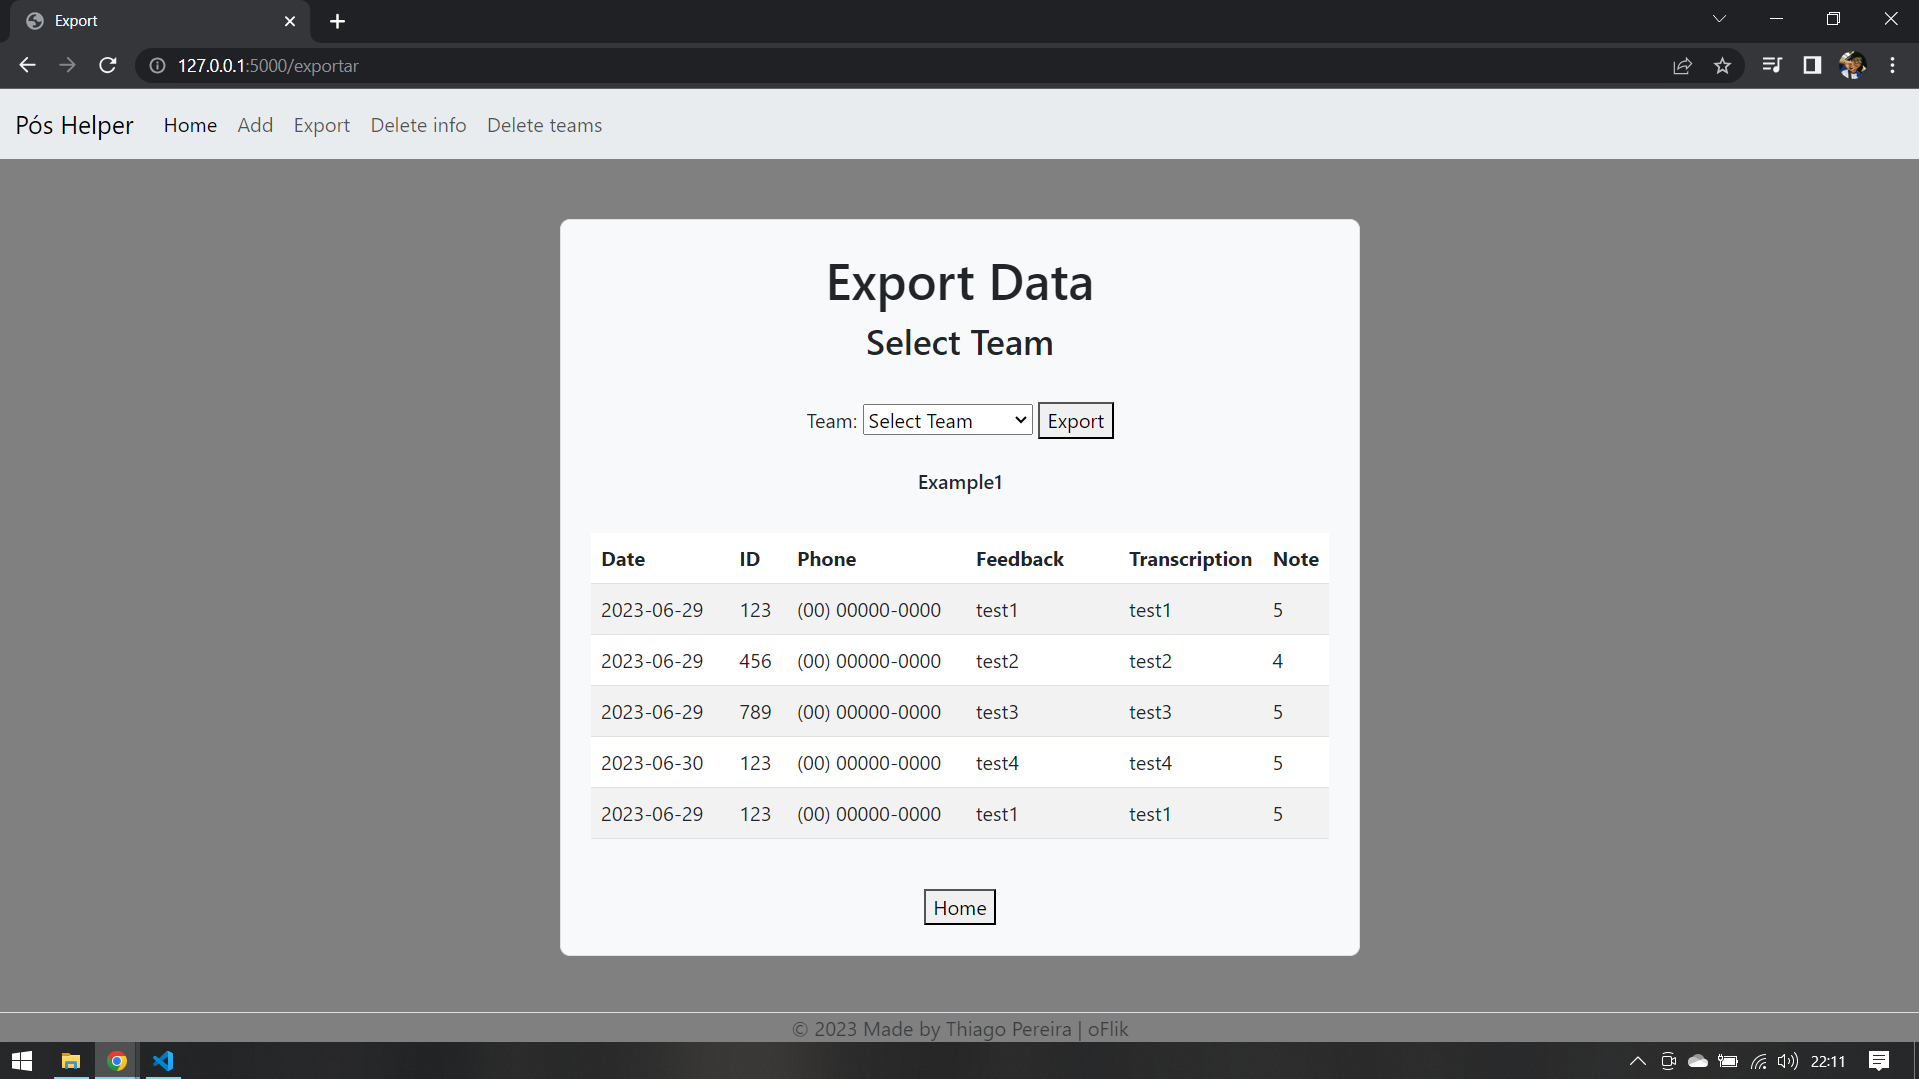 Export
127.0.0.1:5000/exportar
Pós Helper Home Add Export Delete info Delete teams
Export Data
Select Team
Team: Select Team Export
Example1
Date ID Phone Feedback Transcription Note
2023-06-29 123 (00) 00000-0000 test1 test1 5
2023-06-29 456 (00) 00000-0000 test2 test2 4
2023-06-29 789 (00) 00000-0000 test3 test3 5
2023-06-30 123 (00) 00000-0000 test4 test4 5
2023-06-29 123 (00) 00000-0000 test1 test1 5
Home
© 2023 Made by Thiago Pereira | oFlik
22:11